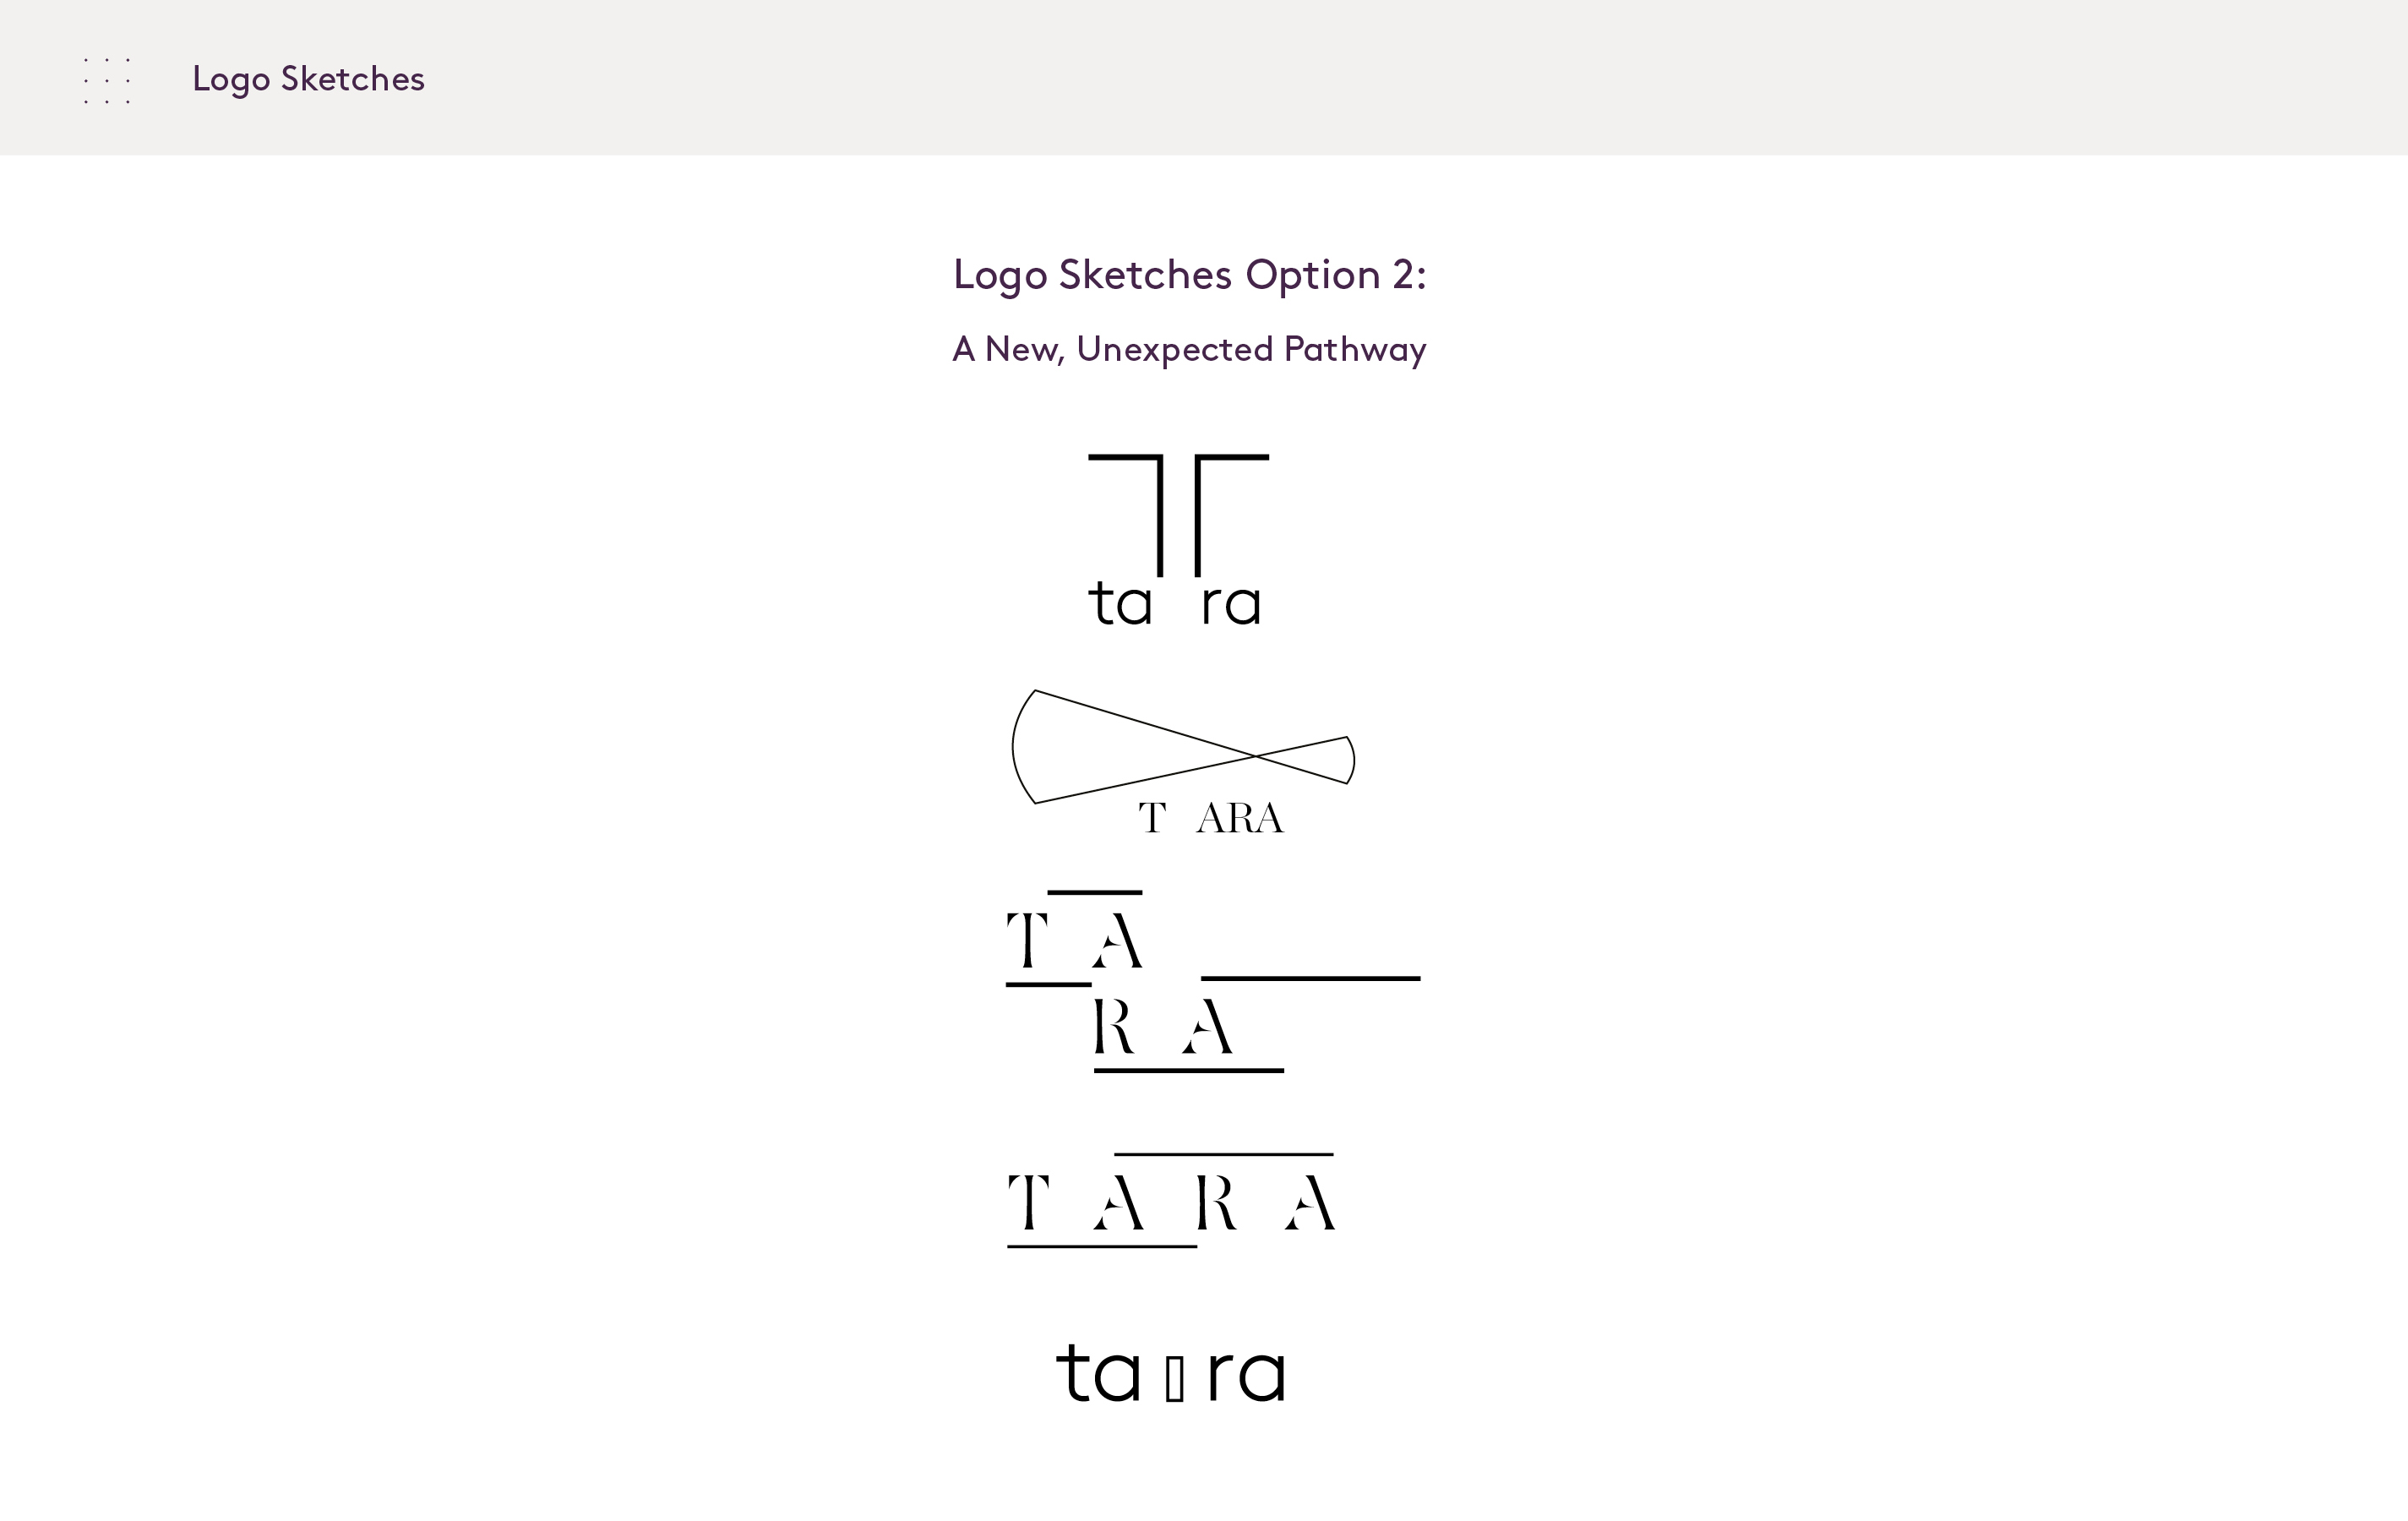 Logo Sketches
Logo Sketches Option 2:
A New, Unexpected Pathway
ta ra
T ARA
T A
R A
T A R A
ta ra